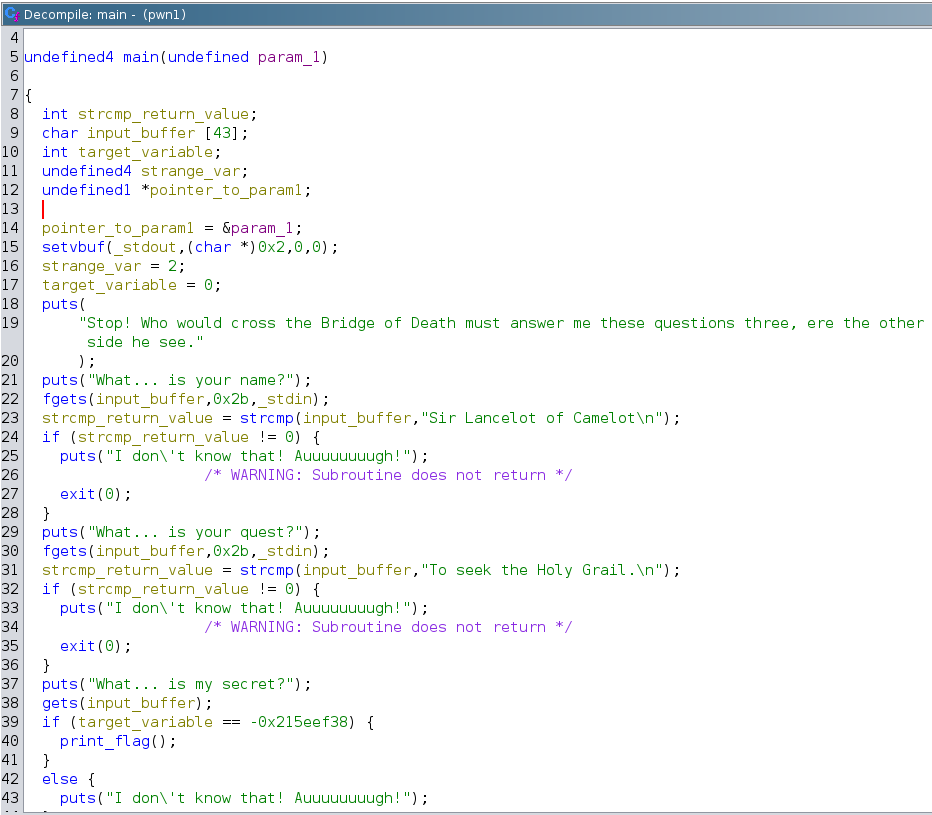 Decompile: main - (pwn1)
4
5 undefined4 main(undefined param_1)
6
7 {
8 int strcmp_return_value;
9 char input_buffer [43];
10 int target_variable;
11 undefined4 strange_var;
12 undefined1 *pointer_to_param1;
13
14 pointer_to_param1 = &param_1;
15 setvbuf(_stdout,(char *)0x2,0,0);
16 strange_var = 2;
17 target_variable = 0;
18 puts(
19 "Stop! Who would cross the Bridge of Death must answer me these questions three, ere the other
side he see."
20 );
21 puts("What... is your name?");
22 fgets(input_buffer,0x2b,_stdin);
23 strcmp_return_value = strcmp(input_buffer,"Sir Lancelot of Camelot\n");
24 if (strcmp_return_value != 0) {
25 puts("I don\'t know that! Auuuuuuuugh!");
26 /* WARNING: Subroutine does not return */
27 exit(0);
28 }
29 puts("What... is your quest?");
30 fgets(input_buffer,0x2b,_stdin);
31 strcmp_return_value = strcmp(input_buffer,"To seek the Holy Grail.\n");
32 if (strcmp_return_value != 0) {
33 puts("I don\'t know that! Auuuuuuuugh!");
34 /* WARNING: Subroutine does not return */
35 exit(0);
36 }
37 puts("What... is my secret?");
38 gets(input_buffer);
39 if (target_variable == -0x215eef38) {
40 print_flag();
41 }
42 else {
43 puts("I don\'t know that! Auuuuuuuugh!");